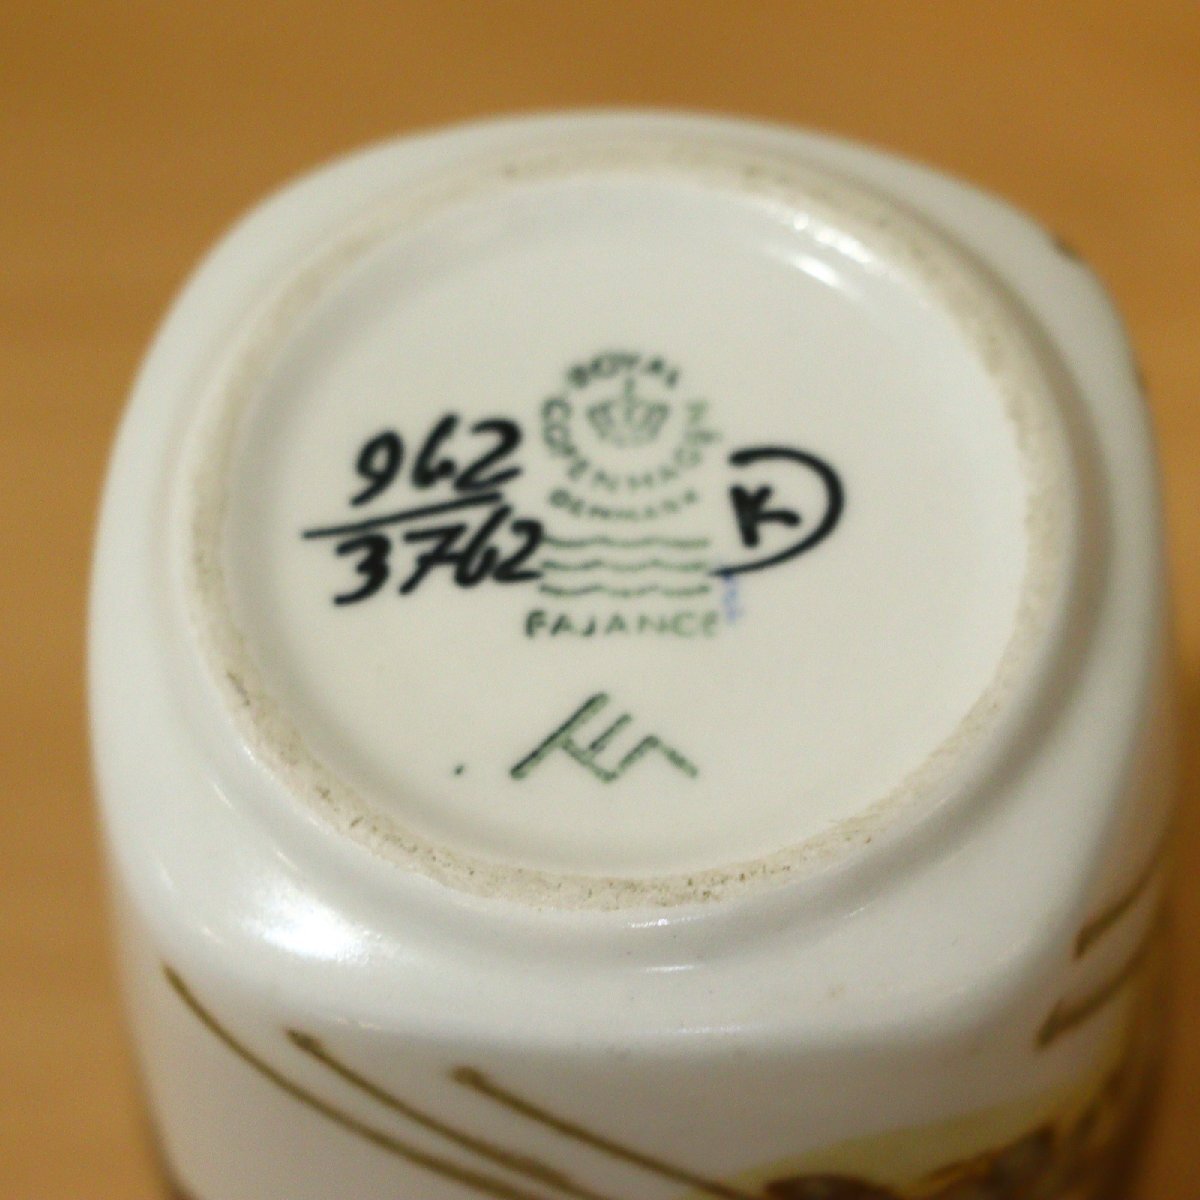 962
3762
ROYAL
COPENHAGEN
DENMARK
FAJANCE
K